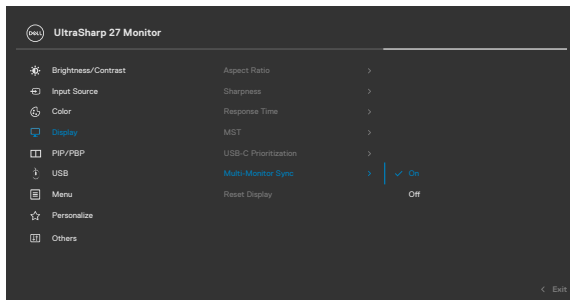 DELL UltraSharp 27 Monitor
Brightness/Contrast Aspect Ratio >
Input Source Sharpness >
Color Response Time >
Display MST >
PIP/PBP USB-C Prioritization >
USB Multi-Monitor Sync > ✓ On
Menu Reset Display Off
Personalize
Others
< Exit